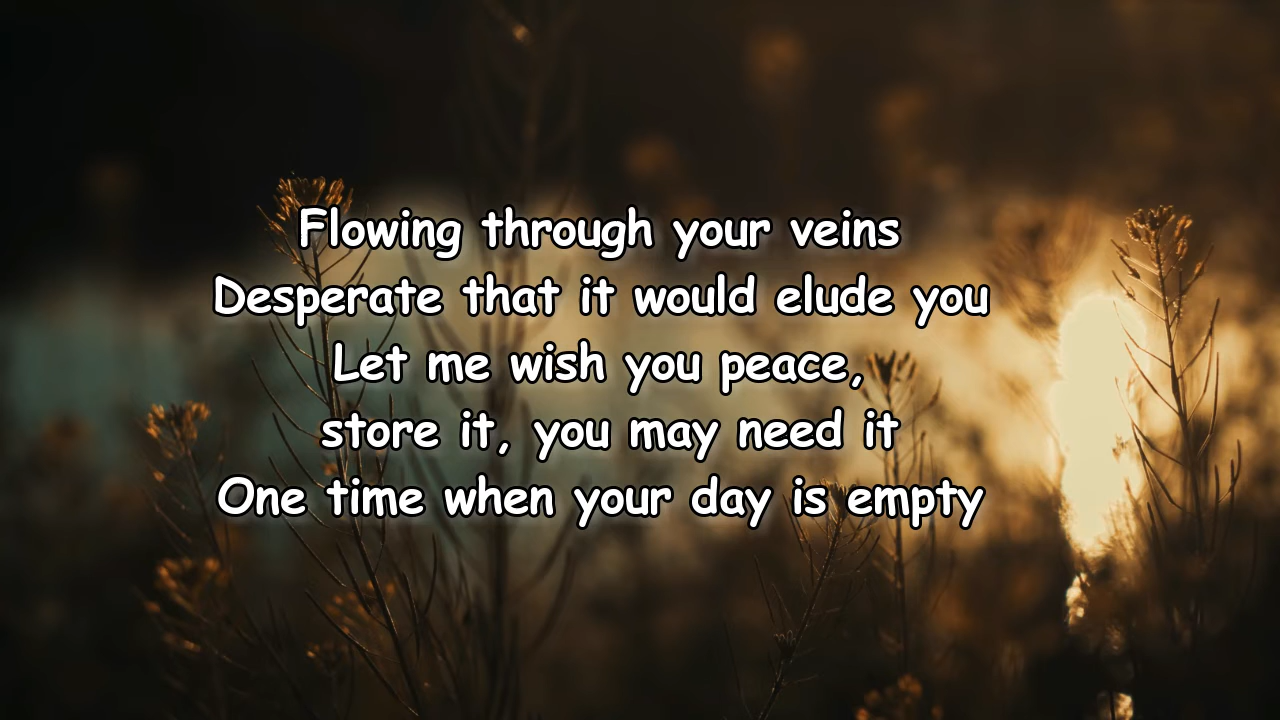 Flowing through your veins
Desperate that it would elude you
Let me wish you peace,
store it, you may need it
One time when your day is empty